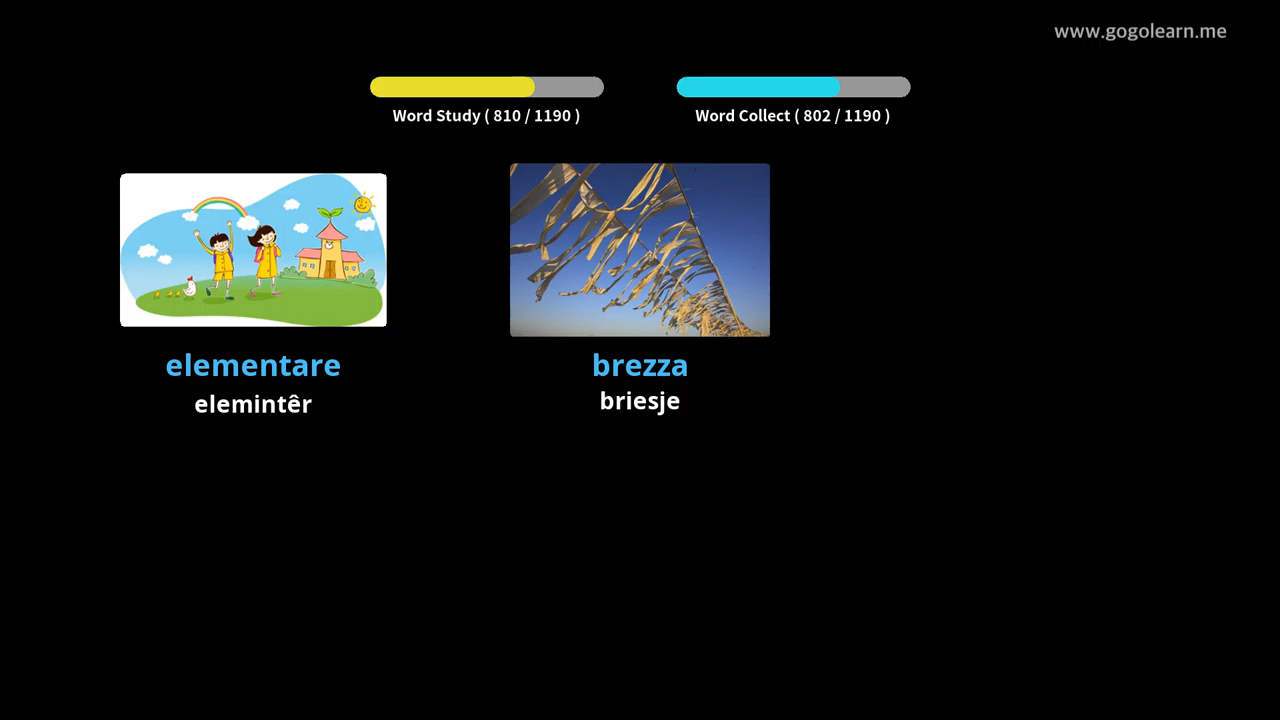 www.gogolearn.me
Word Study ( 810 / 1190 )
Word Collect ( 802 / 1190 )
elementare
elemintêr
brezza
briesje